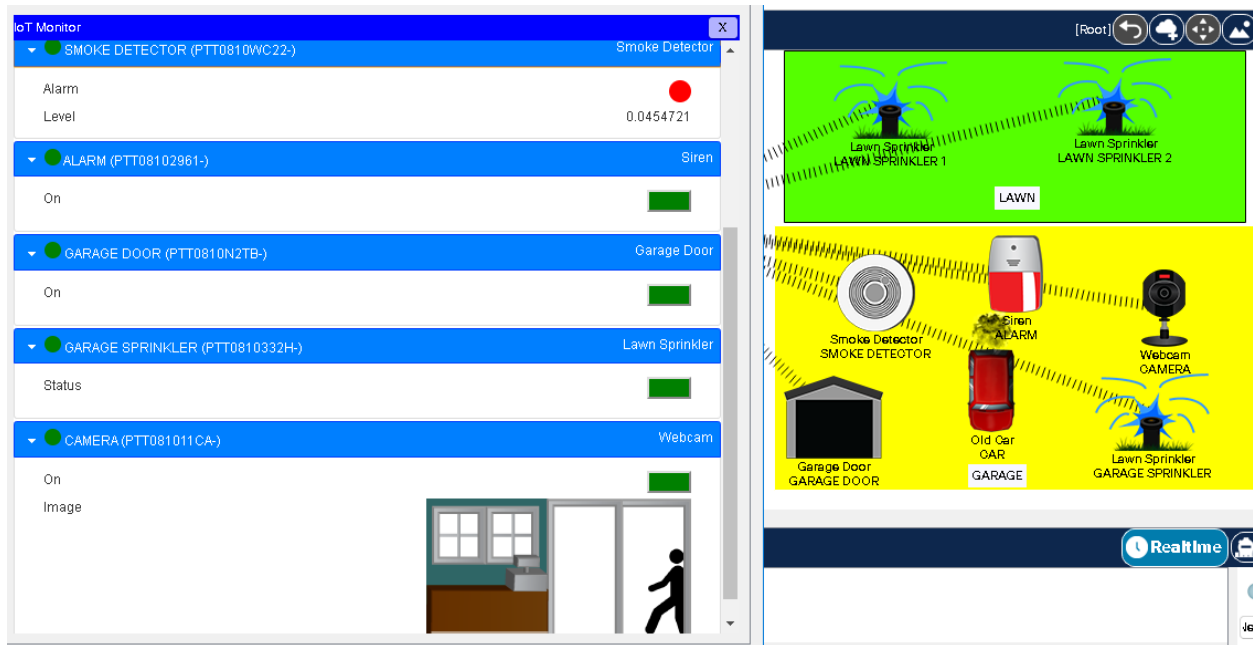 IoT Monitor
X
SMOKE DETECTOR (PTT0810WC22-)
Smoke Detector
Alarm
Level
0.0454721
ALARM (PTT08102961-)
Siren
On
GARAGE DOOR (PTT0810N2TB-)
Garage Door
On
GARAGE SPRINKLER (PTT0810332H-)
Lawn Sprinkler
Status
CAMERA (PTT081011CA-)
Webcam
On
Image
[Root]
Lawn Sprinkler
LAWN SPRINKLER 1
Lawn Sprinkler
LAWN SPRINKLER 2
LAWN
Smoke Detector
SMOKE DETECTOR
Siren
ALARM
Webcam
CAMERA
Old Car
CAR
Garage Door
GARAGE DOOR
GARAGE
Lawn Sprinkler
GARAGE SPRINKLER
Realtime